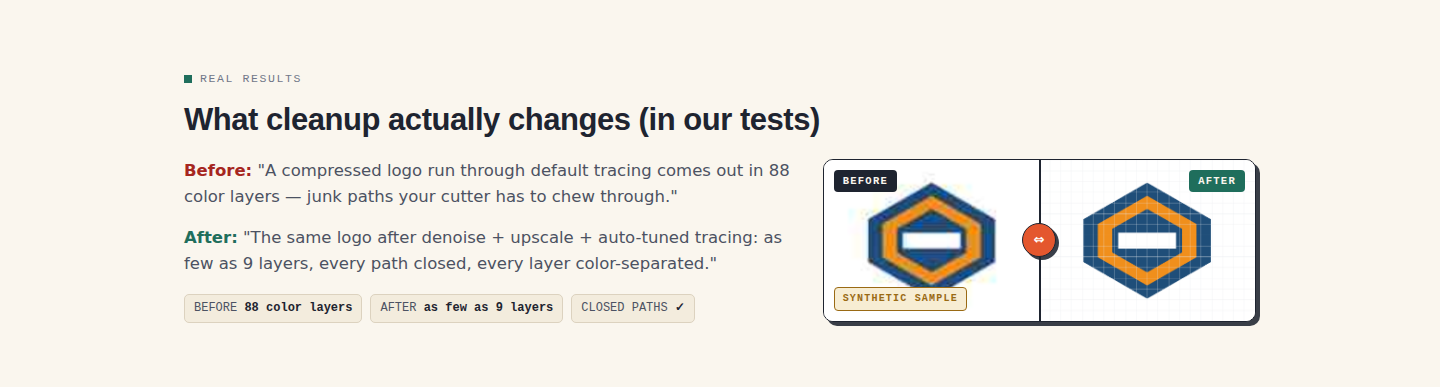 REAL RESULTS
What cleanup actually changes (in our tests)
Before: "A compressed logo run through default tracing comes out in 88
color layers — junk paths your cutter has to chew through."
After: "The same logo after denoise + upscale + auto-tuned tracing: as
few as 9 layers, every path closed, every layer color-separated."
BEFORE 88 color layers
AFTER as few as 9 layers
CLOSED PATHS ✓
BEFORE
AFTER
⇔
SYNTHETIC SAMPLE